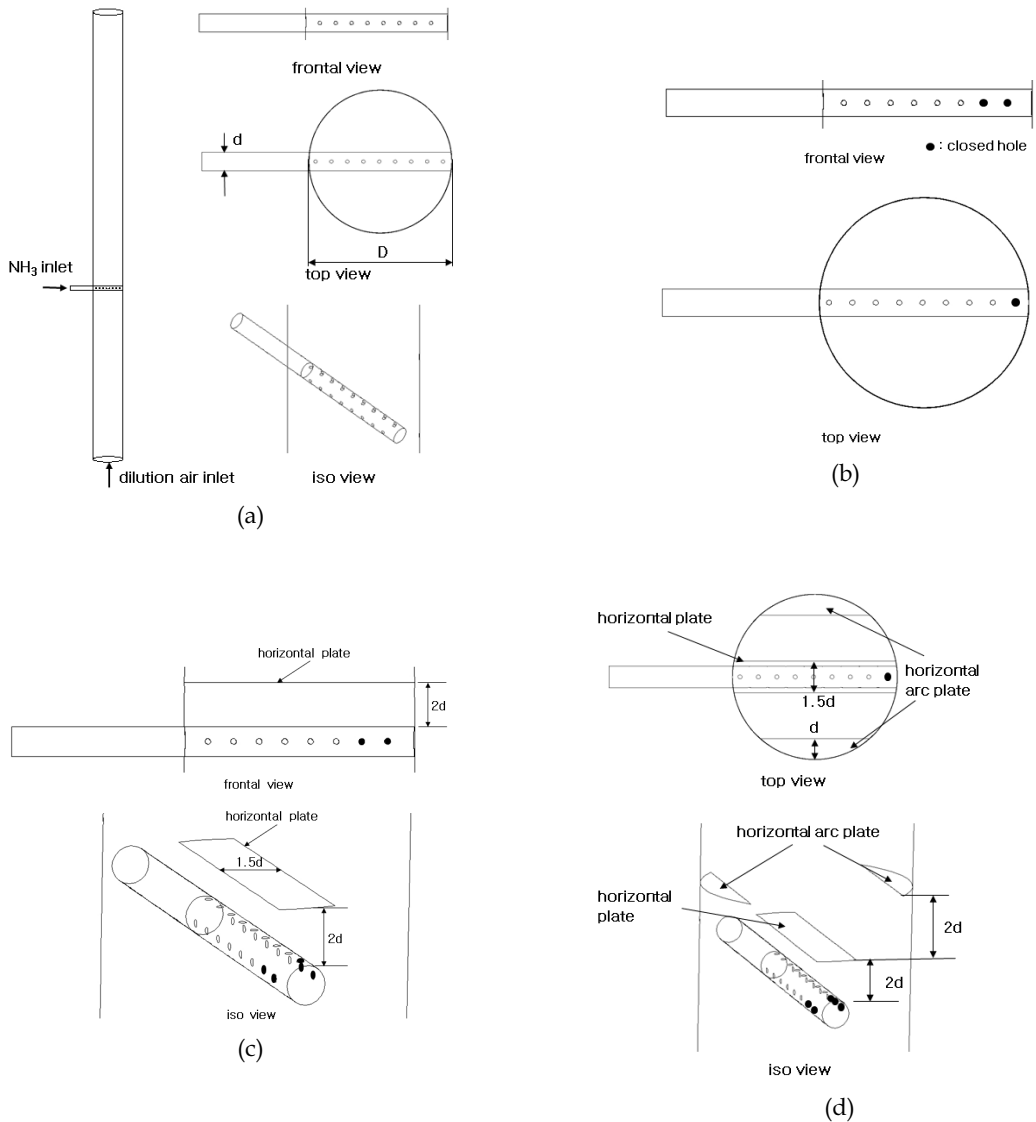 frontal view
d
D
top view
NH3 inlet
iso view
dilution air inlet
(a)
frontal view
: closed hole
top view
(b)
horizontal plate
2d
frontal view
horizontal plate
1.5d
2d
iso view
(c)
horizontal plate
horizontal
arc plate
1.5d
d
top view
horizontal arc plate
horizontal
plate
2d
2d
iso view
(d)